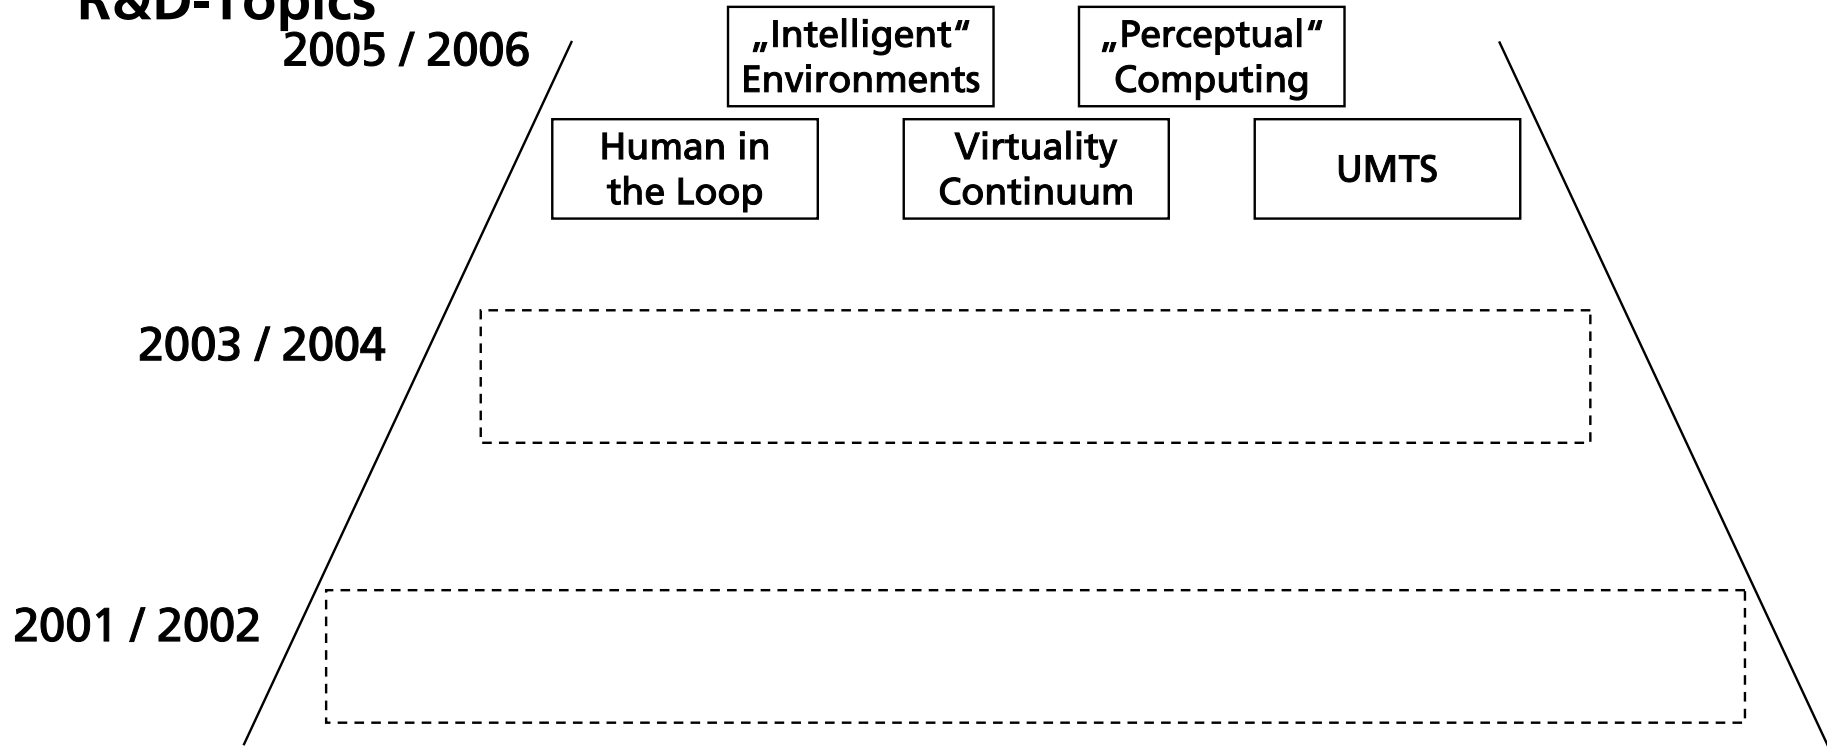 R&D-Topics
2005 / 2006
„Intelligent“
Environments
„Perceptual“
Computing
Human in
the Loop
Virtuality
Continuum
UMTS
2003 / 2004
2001 / 2002